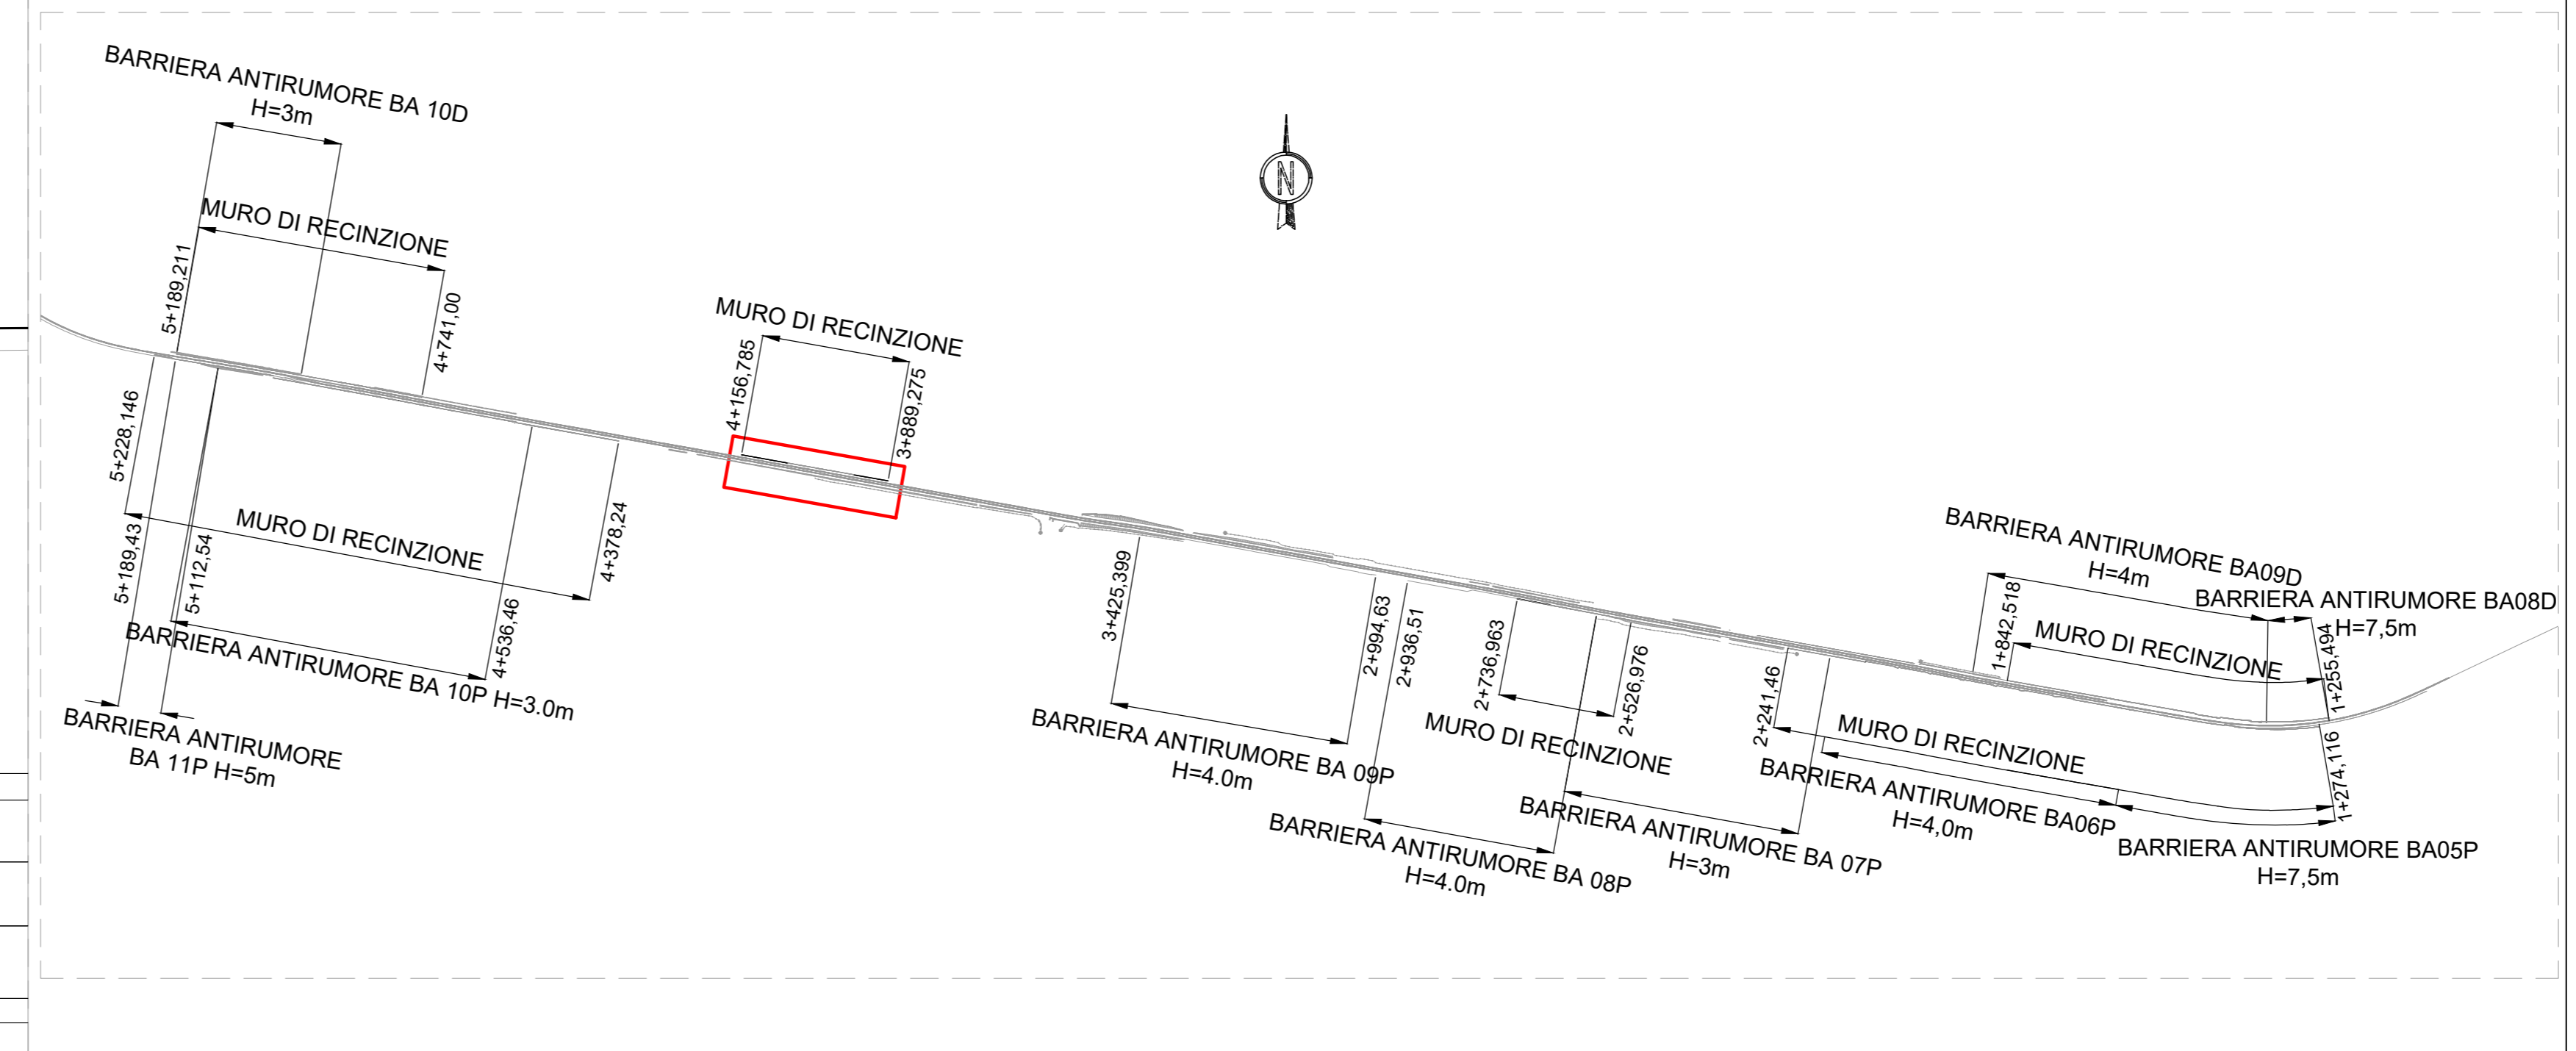 BARRIERA ANTIRUMORE BA 10D
H=3m
MURO DI RECINZIONE
5+189,211
4+741,00
MURO DI RECINZIONE
4+156,785
3+889,275
N
5+228,146
5+189,43
5+112,54
MURO DI RECINZIONE
4+378,24
4+536,46
BARRIERA ANTIRUMORE BA 10P H=3.0m
BARRIERA ANTIRUMORE
BA 11P H=5m
3+425,399
2+994,63
BARRIERA ANTIRUMORE BA 09P
H=4.0m
2+936,51
BARRIERA ANTIRUMORE BA 08P
H=4.0m
2+736,963
2+526,976
MURO DI RECINZIONE
BARRIERA ANTIRUMORE BA 07P
H=3m
2+241,46
MURO DI RECINZIONE
BARRIERA ANTIRUMORE BA06P
H=4,0m
BARRIERA ANTIRUMORE BA09D
H=4m
BARRIERA ANTIRUMORE BA08D
H=7,5m
1+842,518
MURO DI RECINZIONE
1+255,494
1+274,116
BARRIERA ANTIRUMORE BA05P
H=7,5m